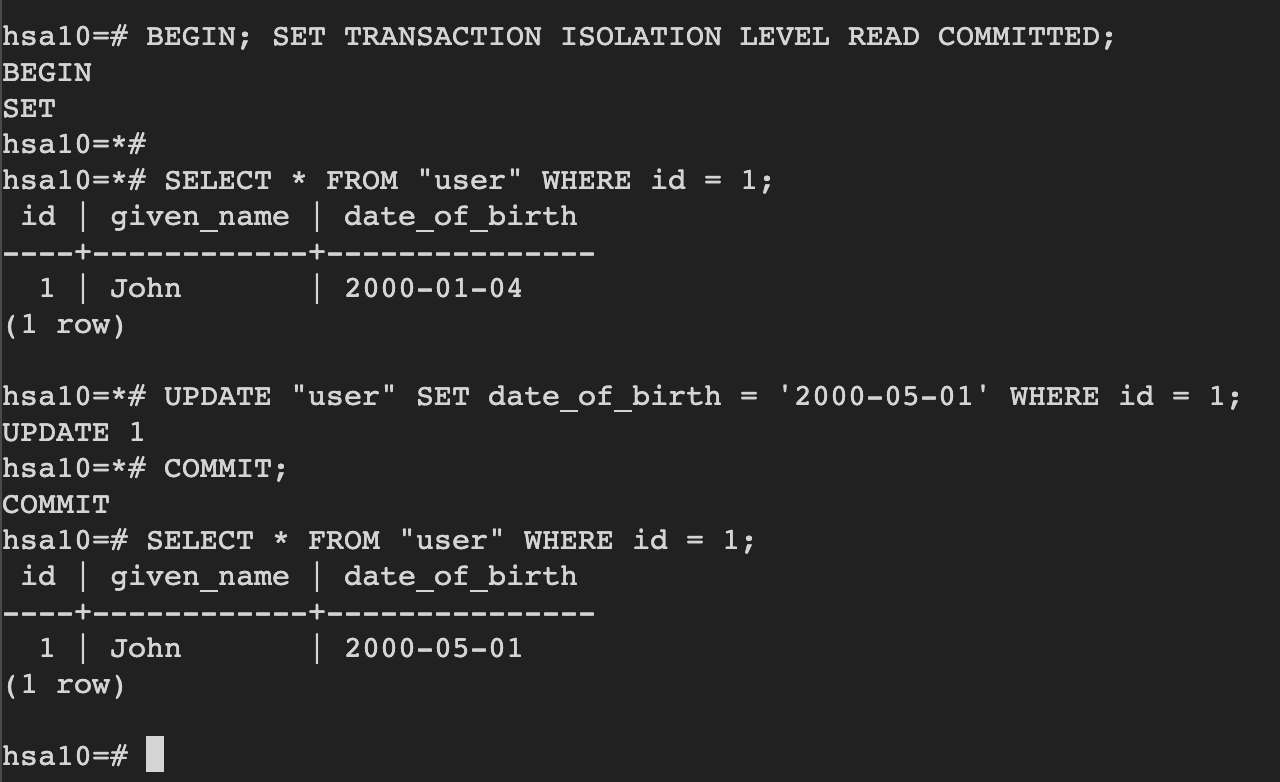 hsa10=# BEGIN; SET TRANSACTION ISOLATION LEVEL READ COMMITTED;
BEGIN
SET
hsa10=*#
hsa10=*# SELECT * FROM "user" WHERE id = 1;
 id | given_name | date_of_birth
----+------------+---------------
  1 | John       | 2000-01-04
(1 row)

hsa10=*# UPDATE "user" SET date_of_birth = '2000-05-01' WHERE id = 1;
UPDATE 1
hsa10=*# COMMIT;
COMMIT
hsa10=# SELECT * FROM "user" WHERE id = 1;
 id | given_name | date_of_birth
----+------------+---------------
  1 | John       | 2000-05-01
(1 row)

hsa10=#